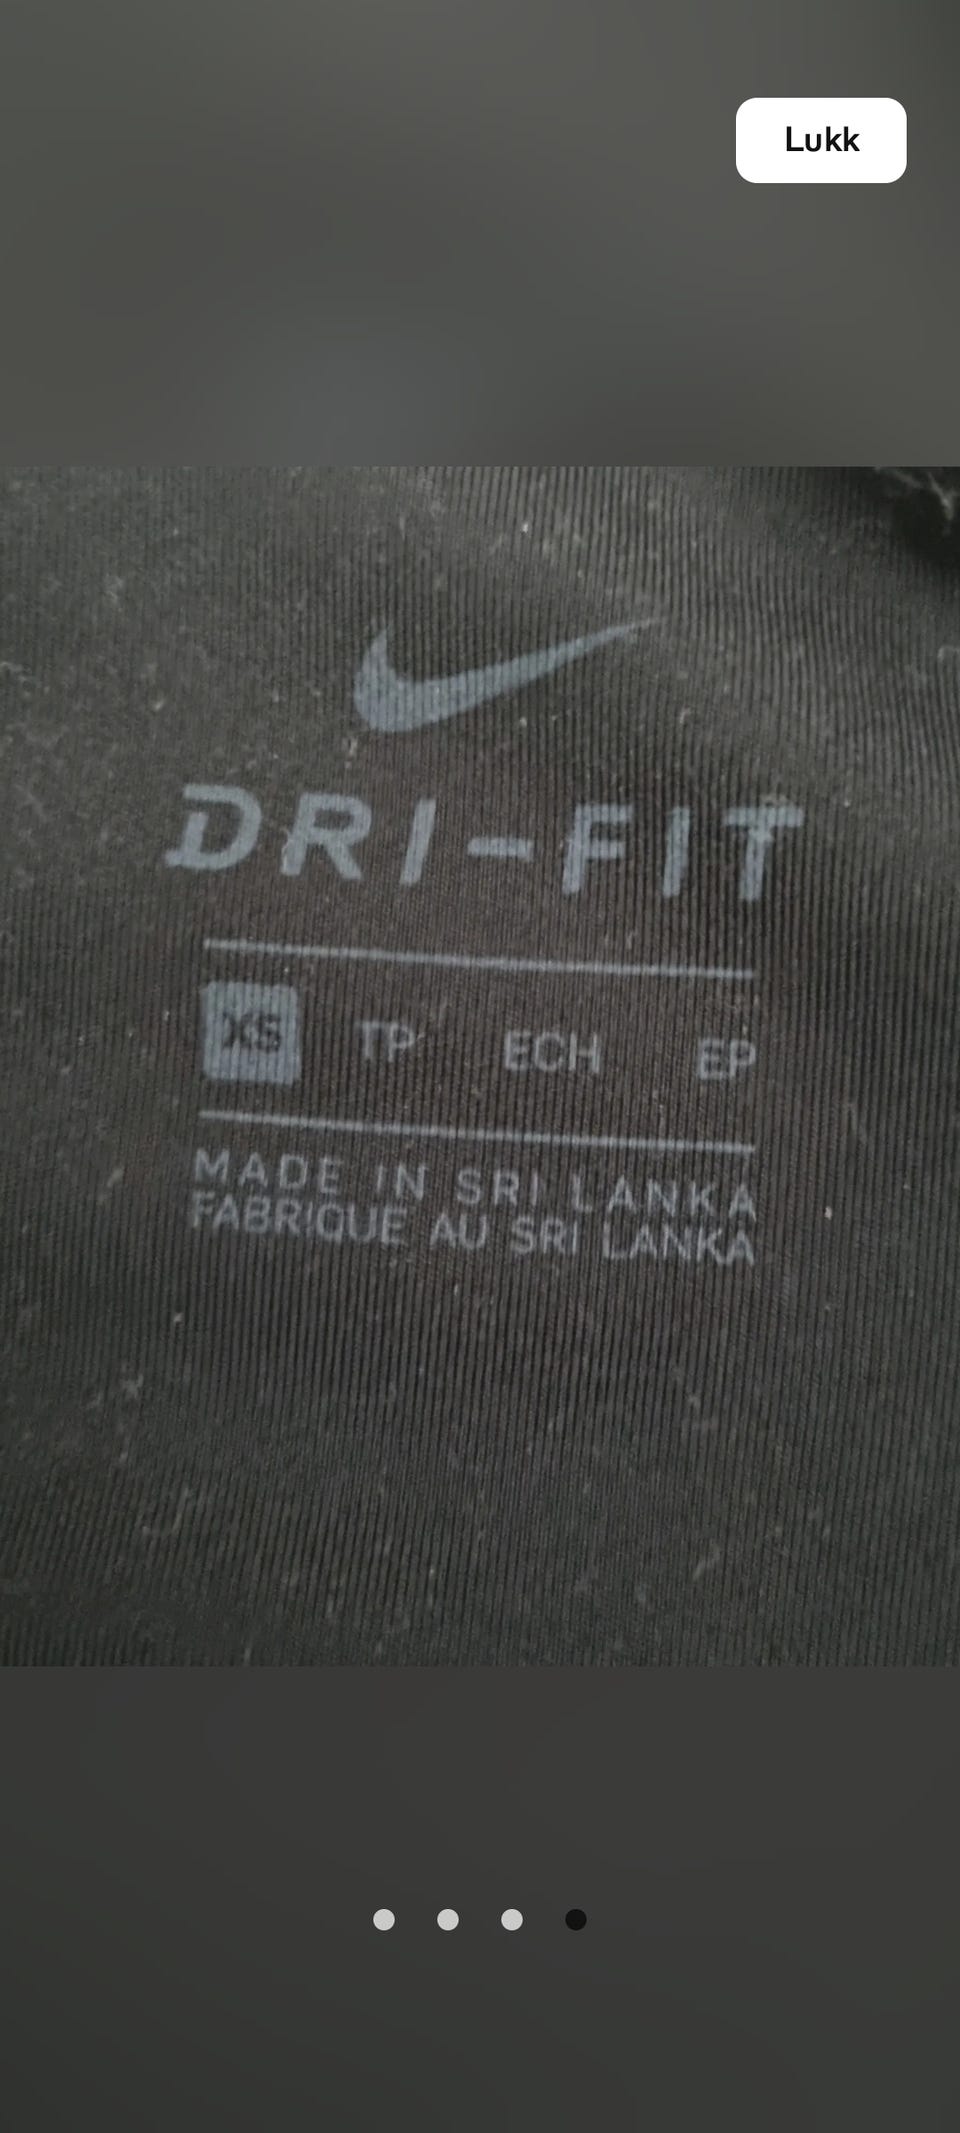 Lukk
DRI-FIT
XS TP ECH EP
MADE IN SRI LANKA
FABRIQUE AU SRI LANKA